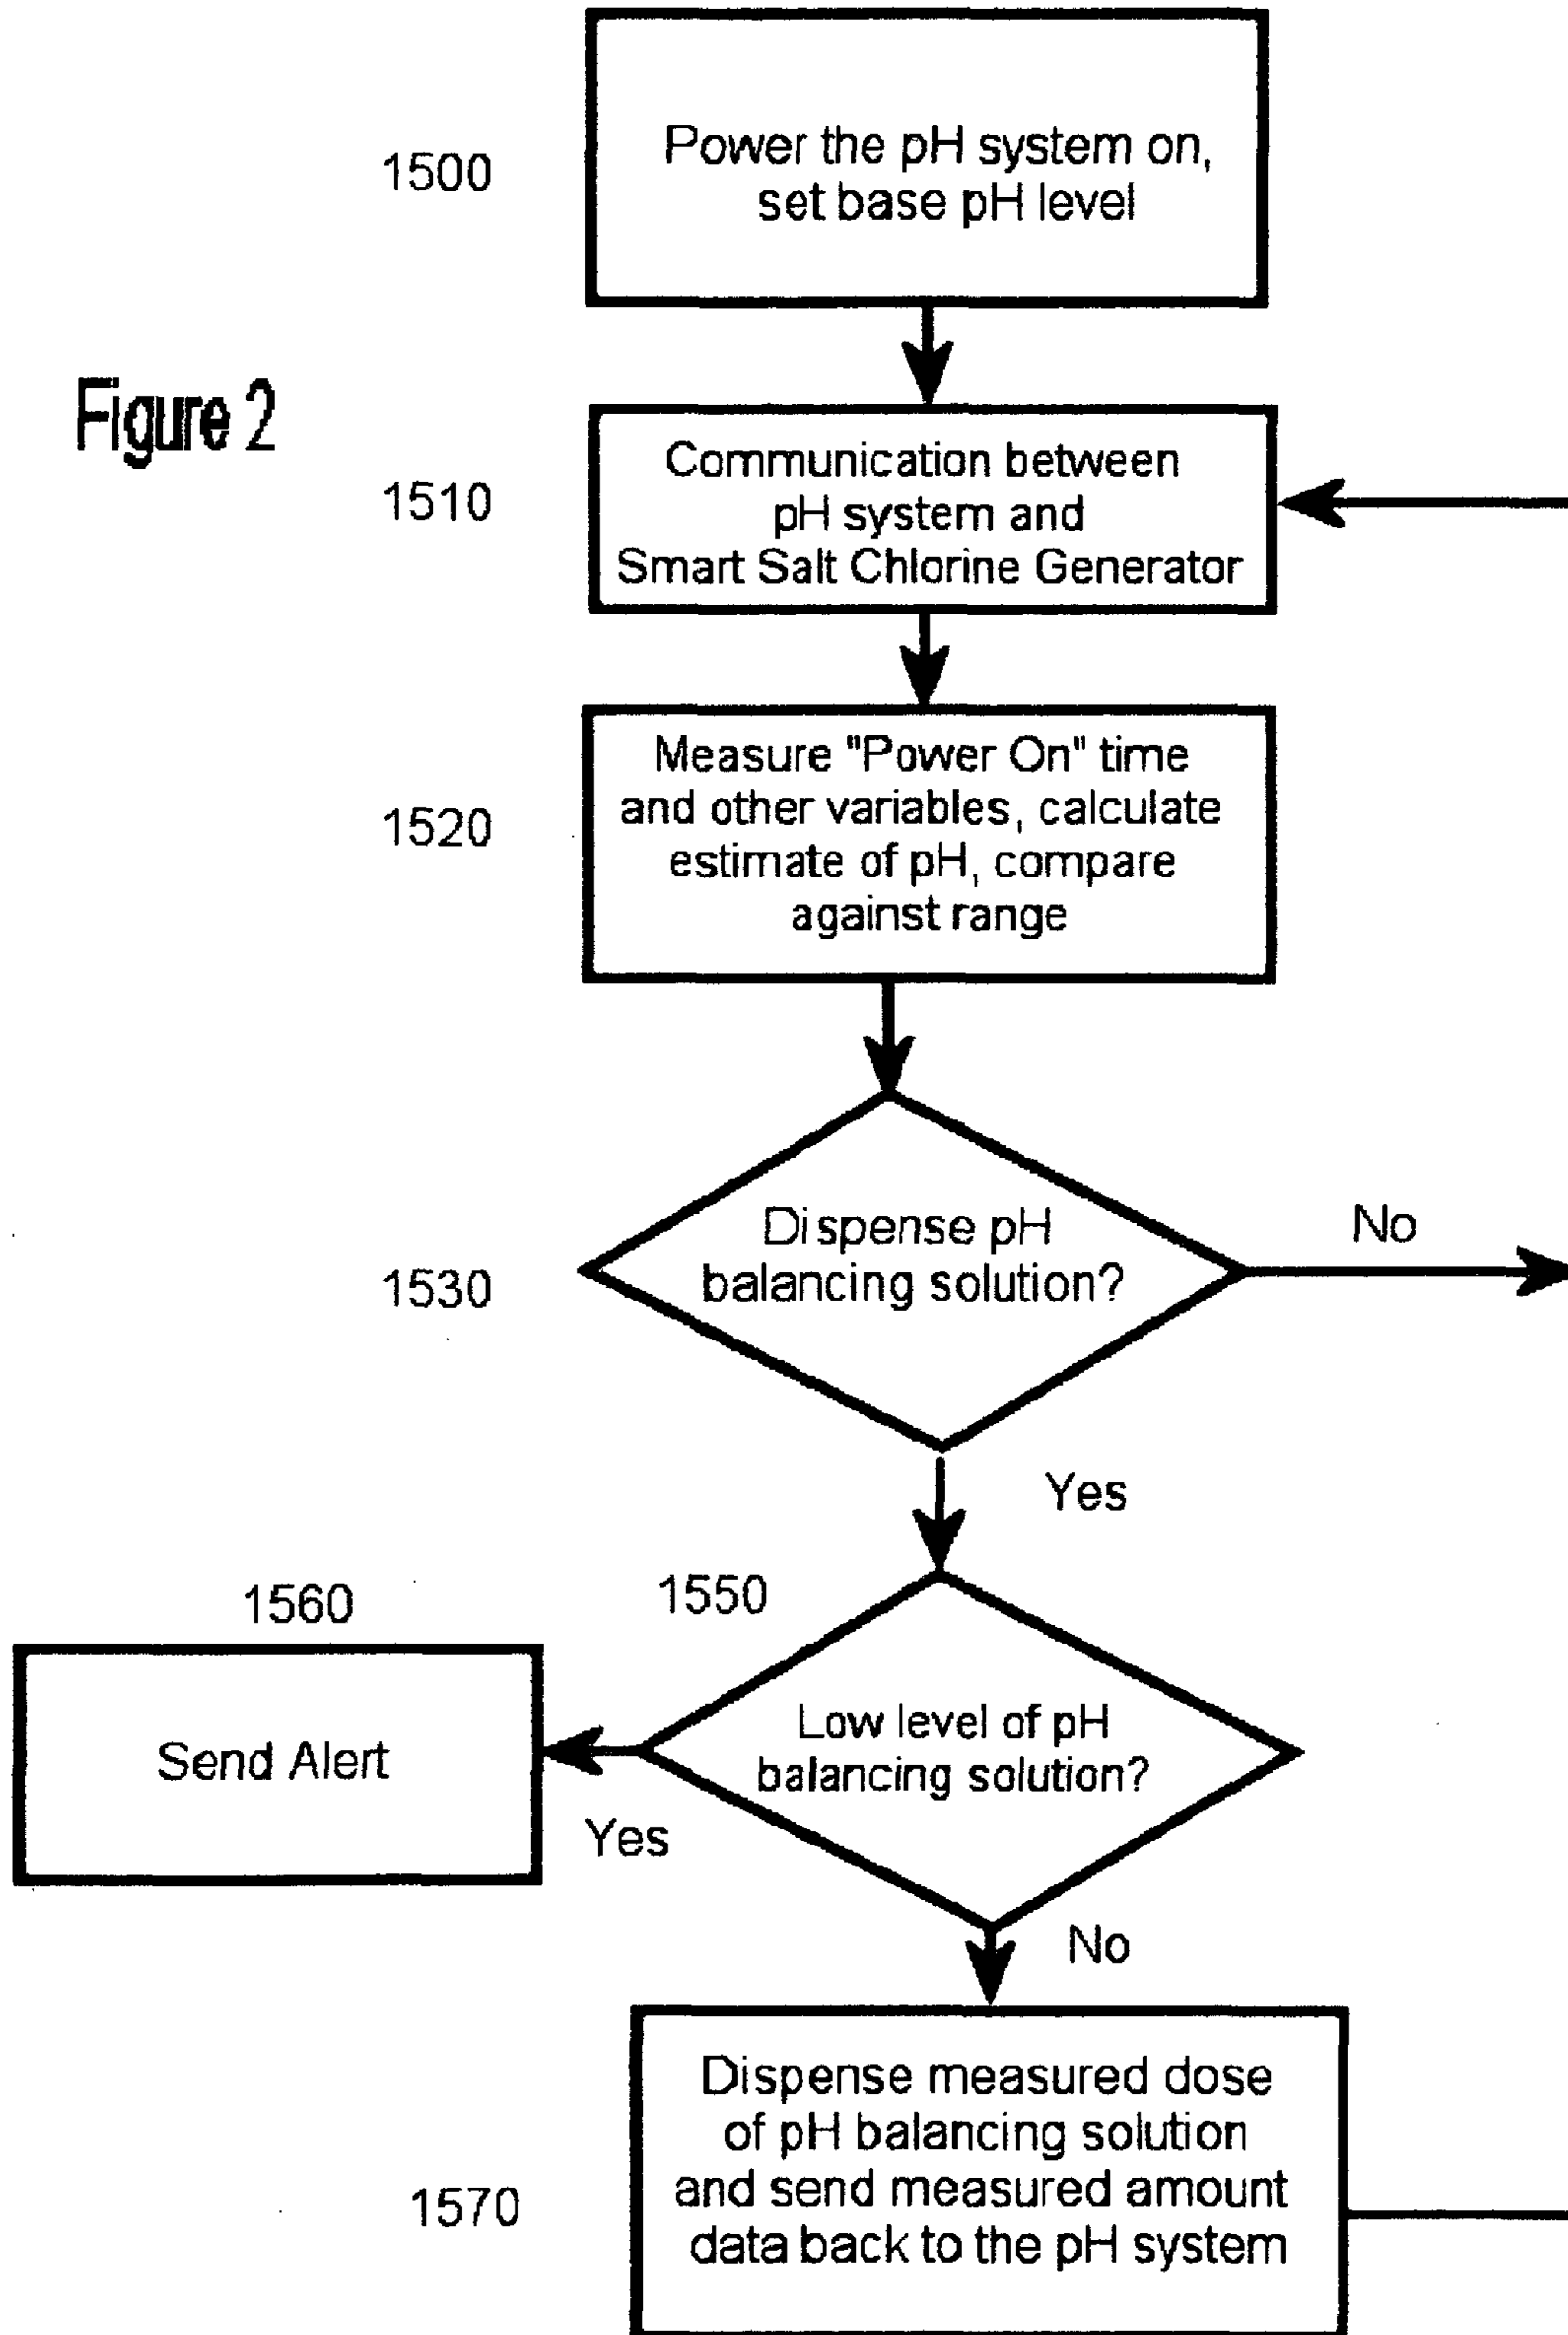 1500
Power the pH system on,
set base pH level
Figure 2
1510
Communication between
pH system and
Smart Salt Chlorine Generator
1520
Measure "Power On" time
and other variables, calculate
estimate of pH, compare
against range
1530
Dispense pH
balancing solution?
No
Yes
1550
Low level of pH
balancing solution?
1560
Send Alert
Yes
No
1570
Dispense measured dose
of pH balancing solution
and send measured amount
data back to the pH system